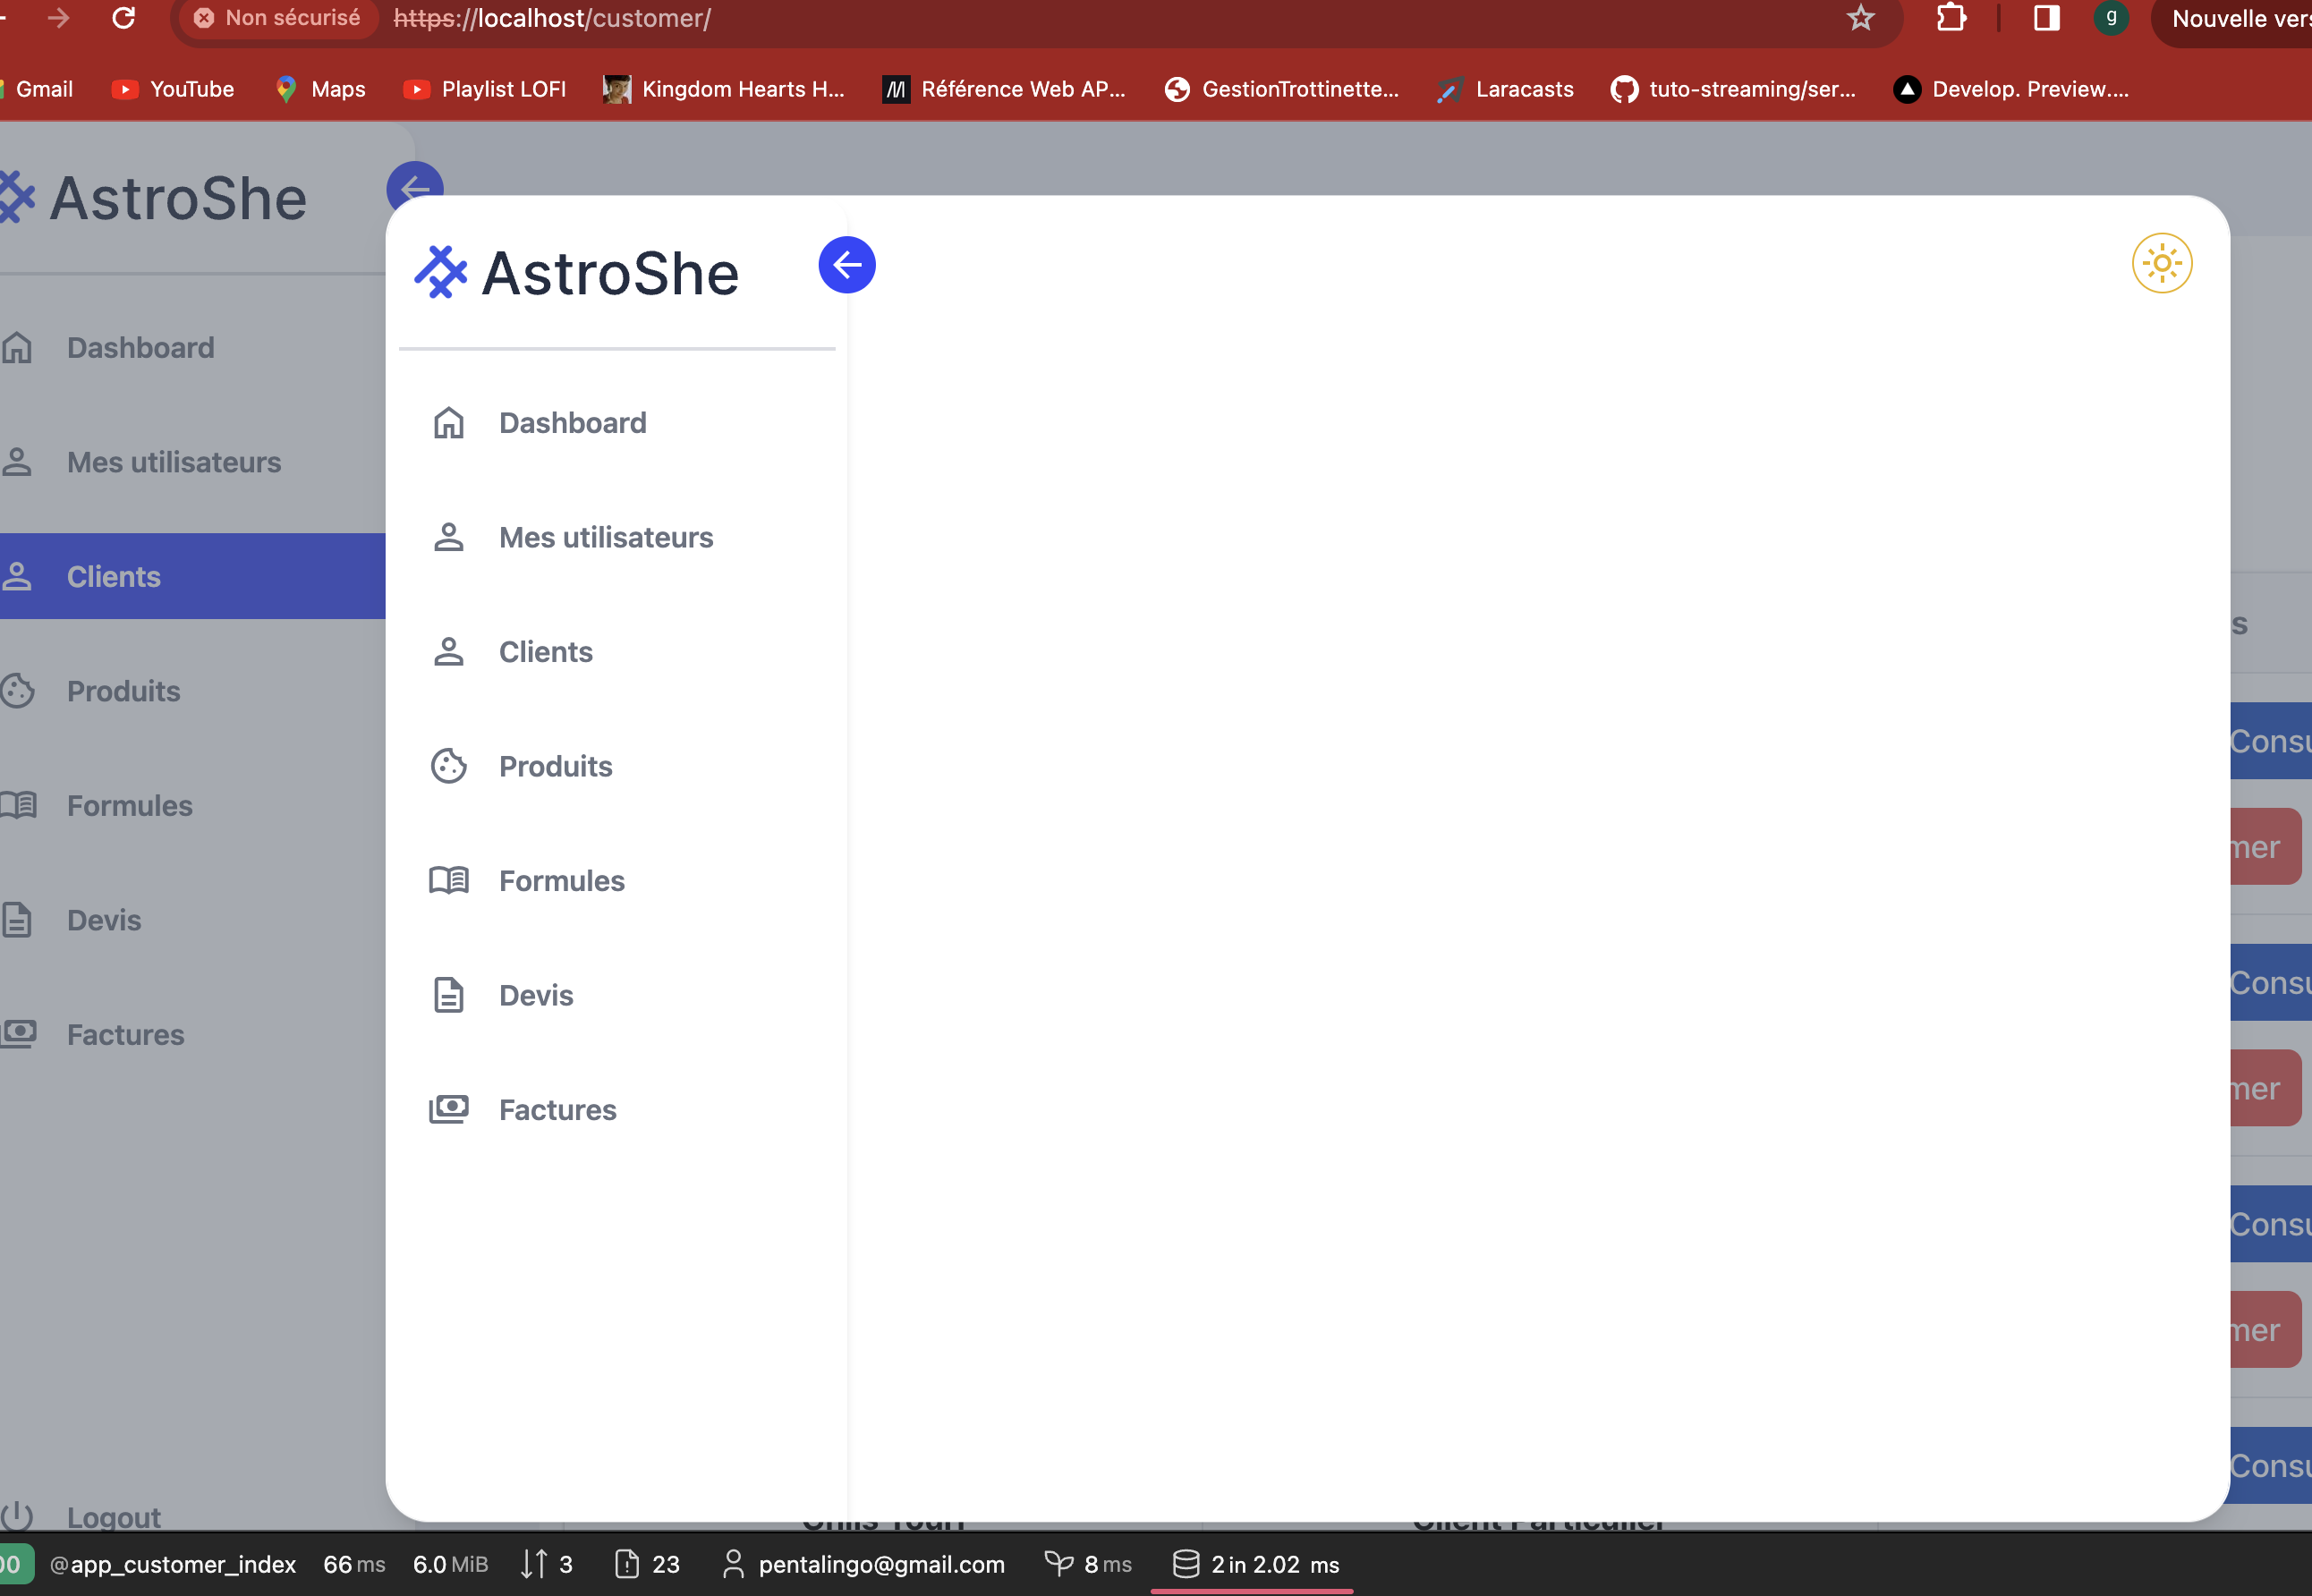 Non sécurisé https://localhost/customer/ g Nouvelle vers
Gmail YouTube Maps Playlist LOFI Kingdom Hearts H... Référence Web AP... GestionTrottinette... Laracasts tuto-streaming/ser... Develop. Preview....
AstroShe
Dashboard
Mes utilisateurs
Clients
Produits
Formules
Devis
Factures
Logout
AstroShe
Dashboard
Mes utilisateurs
Clients
Produits
Formules
Devis
Factures
s
Consu
mer
Consu
mer
Consu
mer
Consu
Client Particulier
00 @app_customer_index 66 ms 6.0 MiB 3 23 pentalingo@gmail.com 8 ms 2 in 2.02 ms